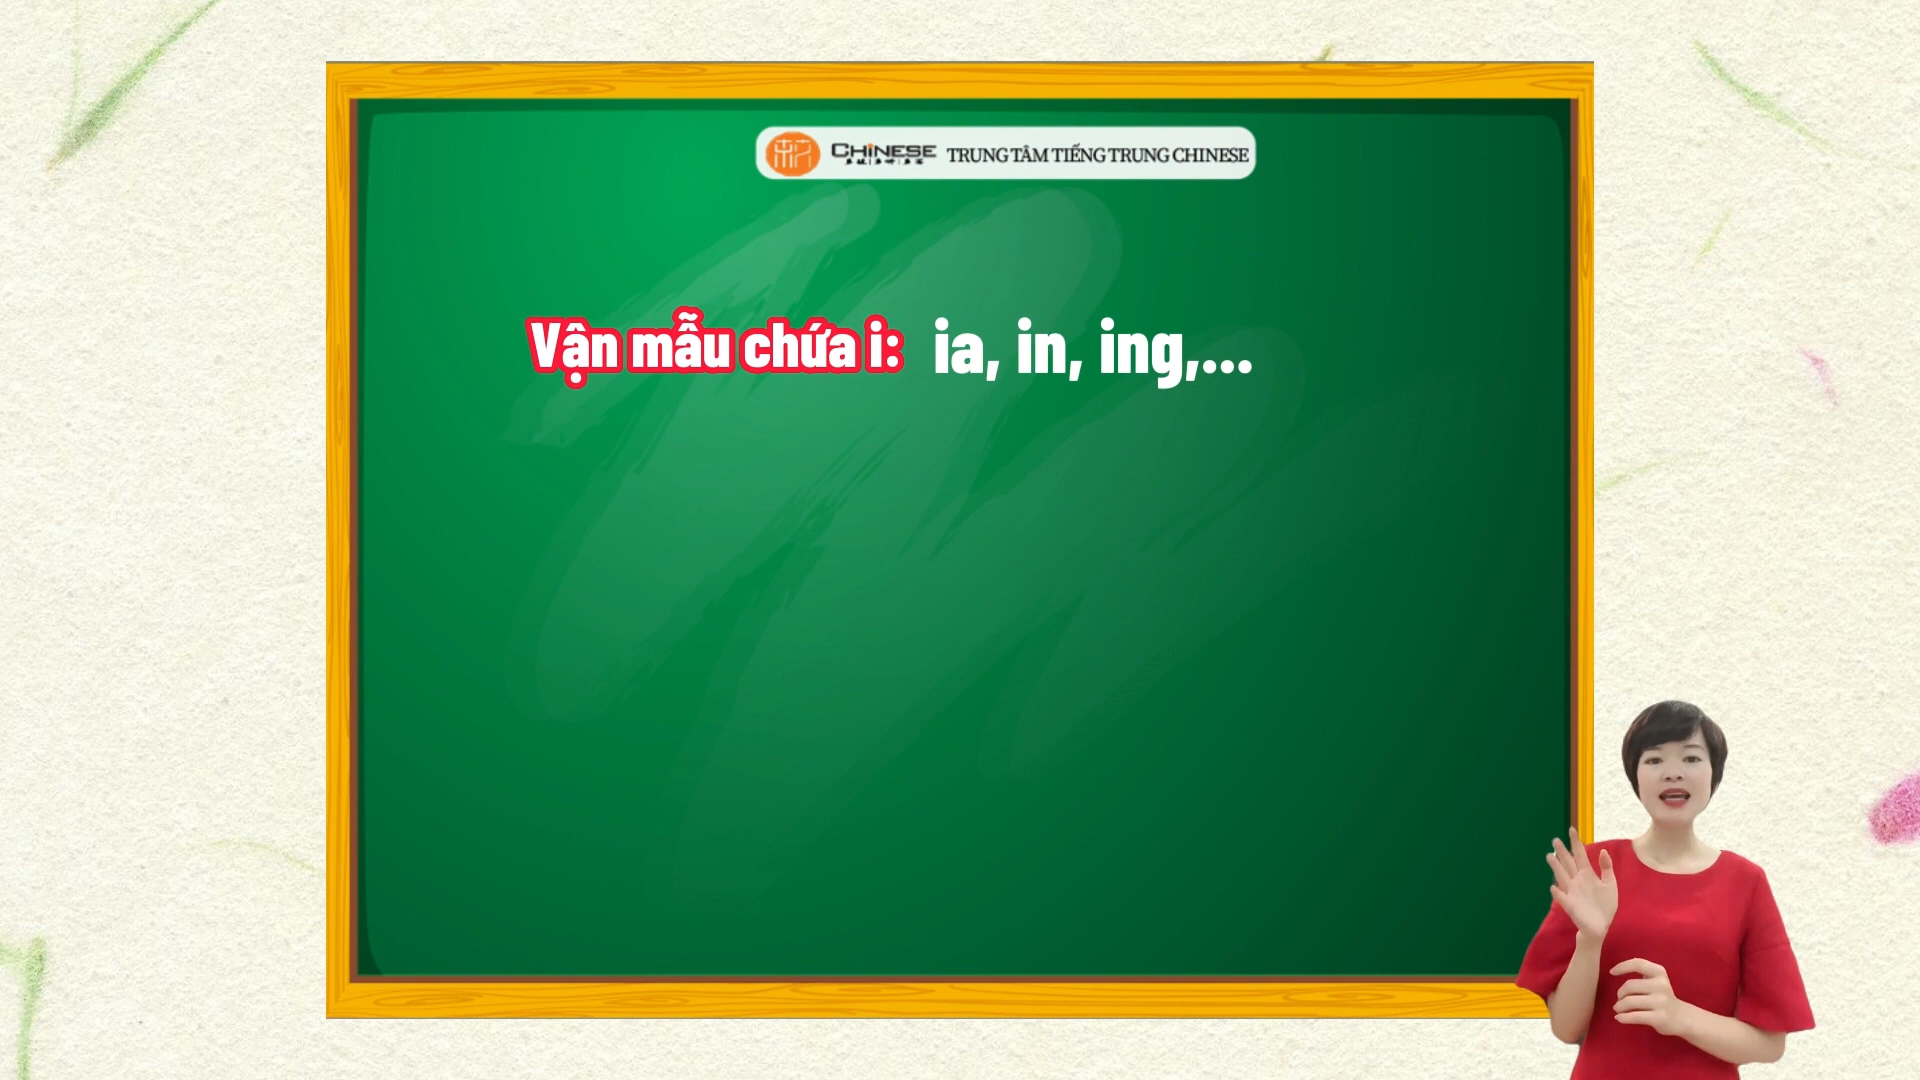 CHINESE TRUNG TÂM TIẾNG TRUNG CHINESE
Vận mẫu chứa i: ia, in, ing,...